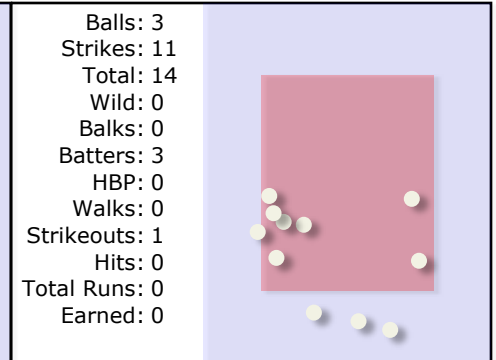 Balls: 3
Strikes: 11
Total: 14
Wild: 0
Balks: 0
Batters: 3
HBP: 0
Walks: 0
Strikeouts: 1
Hits: 0
Total Runs: 0
Earned: 0